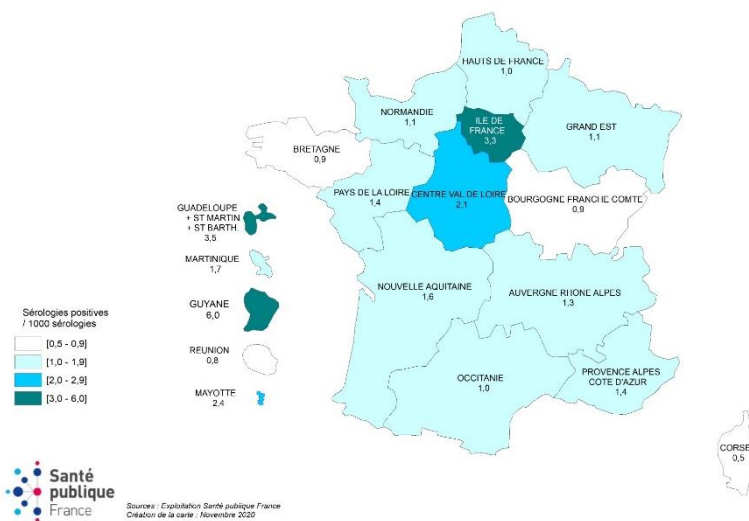 HAUTS DE FRANCE
1,0
NORMANDIE
1,1
ILE DE
FRANCE
3,3
GRAND EST
1,1
BRETAGNE
0,9
PAYS DE LA LOIRE
1,4
CENTRE VAL DE LOIRE
2,1
BOURGOGNE FRANCHE COMTE
0,9
GUADELOUPE
+ ST MARTIN
+ ST BARTH.
3,5
MARTINIQUE
1,7
GUYANE
6,0
REUNION
0,8
MAYOTTE
2,4
NOUVELLE AQUITAINE
1,6
AUVERGNE RHONE ALPES
1,3
OCCITANIE
1,0
PROVENCE ALPES
COTE D'AZUR
1,4
CORSE
0,5
Sérologies positives
/ 1000 sérologies
[0,5 - 0,9]
[1,0 - 1,9]
[2,0 - 2,9]
[3,0 - 6,0]
Santé
publique
France
Sources : Exploitation Santé publique France
Création de la carte : Novembre 2020